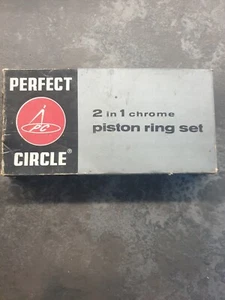 PERFECT
PC
CIRCLE®
2 in 1 chrome
piston ring set